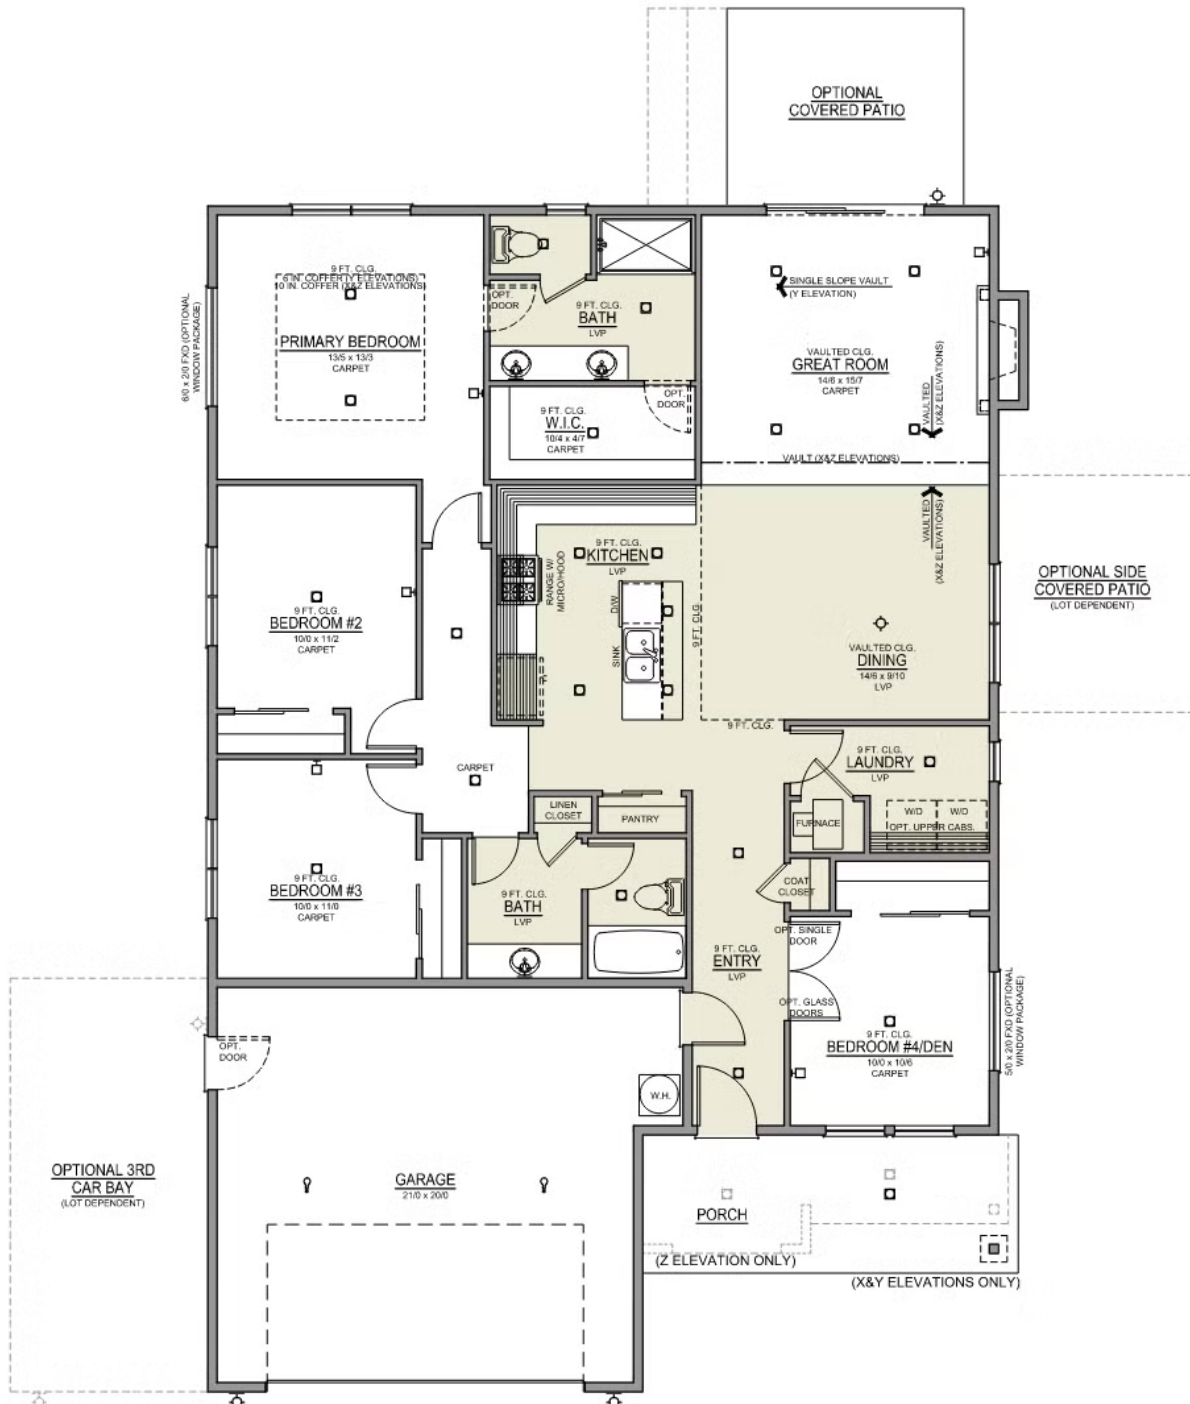 OPTIONAL
COVERED PATIO
9 FT. CLG.
6 IN. COFFER (Y ELEVATIONS)
10 IN. COFFER (X&Z ELEVATIONS)
PRIMARY BEDROOM
13/5 x 13/3
CARPET
6/0 x 2/0 FXD (OPTIONAL
WINDOW PACKAGE)
OPT.
DOOR
9 FT. CLG.
BATH
LVP
SINGLE SLOPE VAULT
(Y ELEVATION)
VAULTED CLG.
GREAT ROOM
14/6 x 15/7
CARPET
VAULTED
(X&Z ELEVATIONS)
OPT.
DOOR
9 FT. CLG.
W.I.C.
10/4 x 4/7
CARPET
VAULT (X&Z ELEVATIONS)
VAULTED
(X&Z ELEVATIONS)
9 FT. CLG.
KITCHEN
LVP
RANGE W/
MICRO/HOOD
D/W
SINK
9 FT. CLG.
OPTIONAL SIDE
COVERED PATIO
(LOT DEPENDENT)
9 FT. CLG.
BEDROOM #2
10/0 x 11/2
CARPET
VAULTED CLG.
DINING
14/6 x 9/10
LVP
9 FT. CLG.
9 FT. CLG.
LAUNDRY
LVP
CARPET
LINEN
CLOSET
PANTRY
FURNACE
W/D
W/D
OPT. UPPER CABS.
9 FT. CLG.
BEDROOM #3
10/0 x 11/0
CARPET
9 FT. CLG.
BATH
LVP
COAT
CLOSET
OPT. SINGLE
DOOR
9 FT. CLG.
ENTRY
LVP
OPT. GLASS
DOORS
9 FT. CLG.
BEDROOM #4/DEN
10/0 x 10/6
CARPET
5/0 x 2/0 FXD (OPTIONAL
WINDOW PACKAGE)
OPT.
DOOR
W.H.
OPTIONAL 3RD
CAR BAY
(LOT DEPENDENT)
GARAGE
21/0 x 20/0
PORCH
(Z ELEVATION ONLY)
(X&Y ELEVATIONS ONLY)